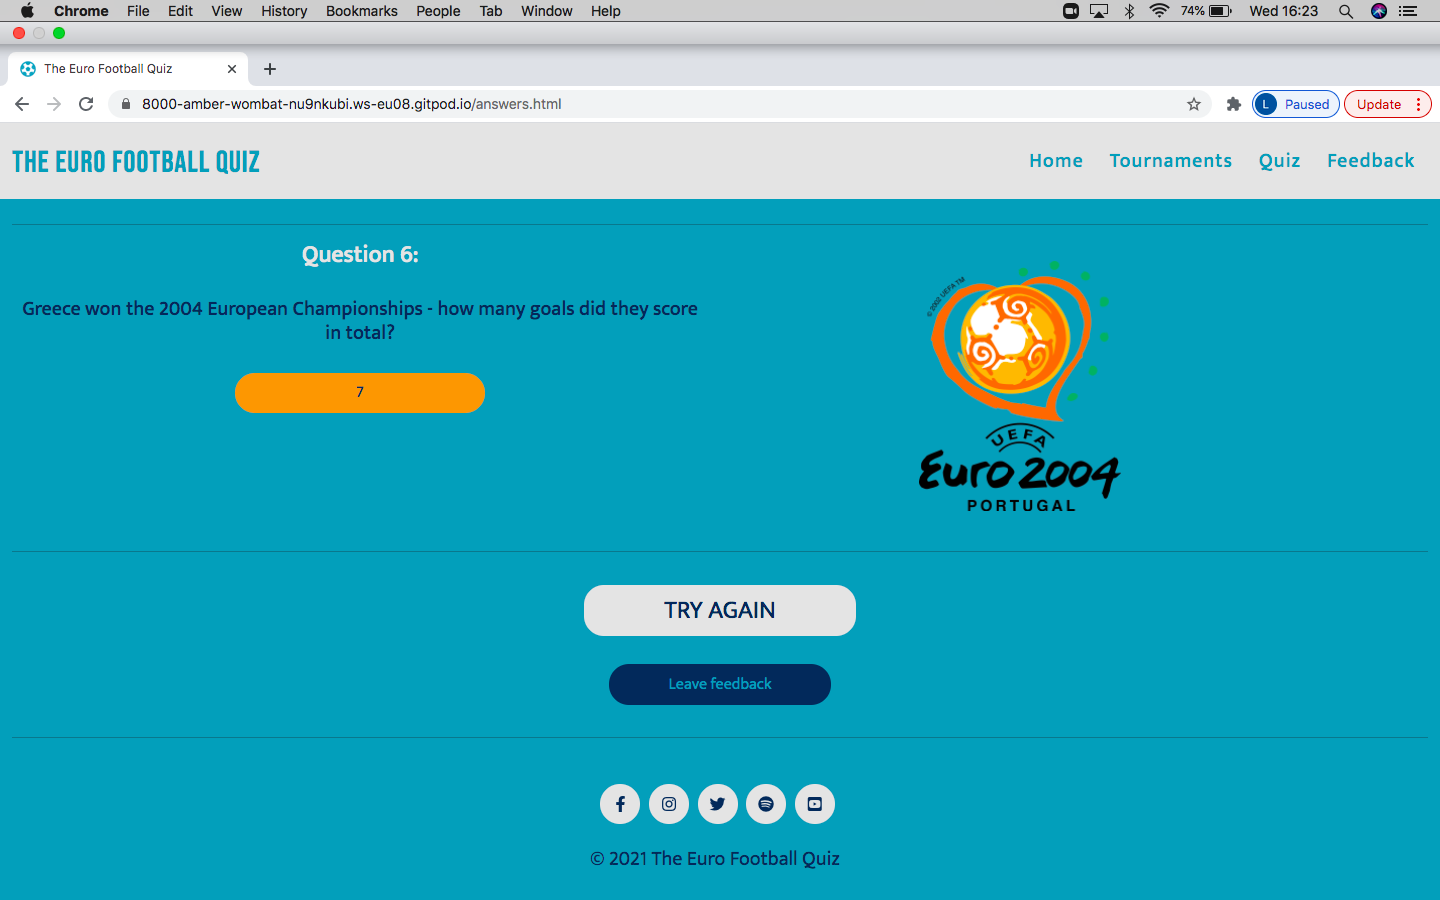 Chrome File Edit View History Bookmarks People Tab Window Help 74% Wed 16:23
The Euro Football Quiz
8000-amber-wombat-nu9nkubi.ws-eu08.gitpod.io/answers.html L Paused Update
THE EURO FOOTBALL QUIZ Home Tournaments Quiz Feedback
Question 6:
Greece won the 2004 European Championships - how many goals did they score
in total?
7
© 2002 UEFA TM
UEFA
Euro 2004
PORTUGAL
TRY AGAIN
Leave feedback
© 2021 The Euro Football Quiz